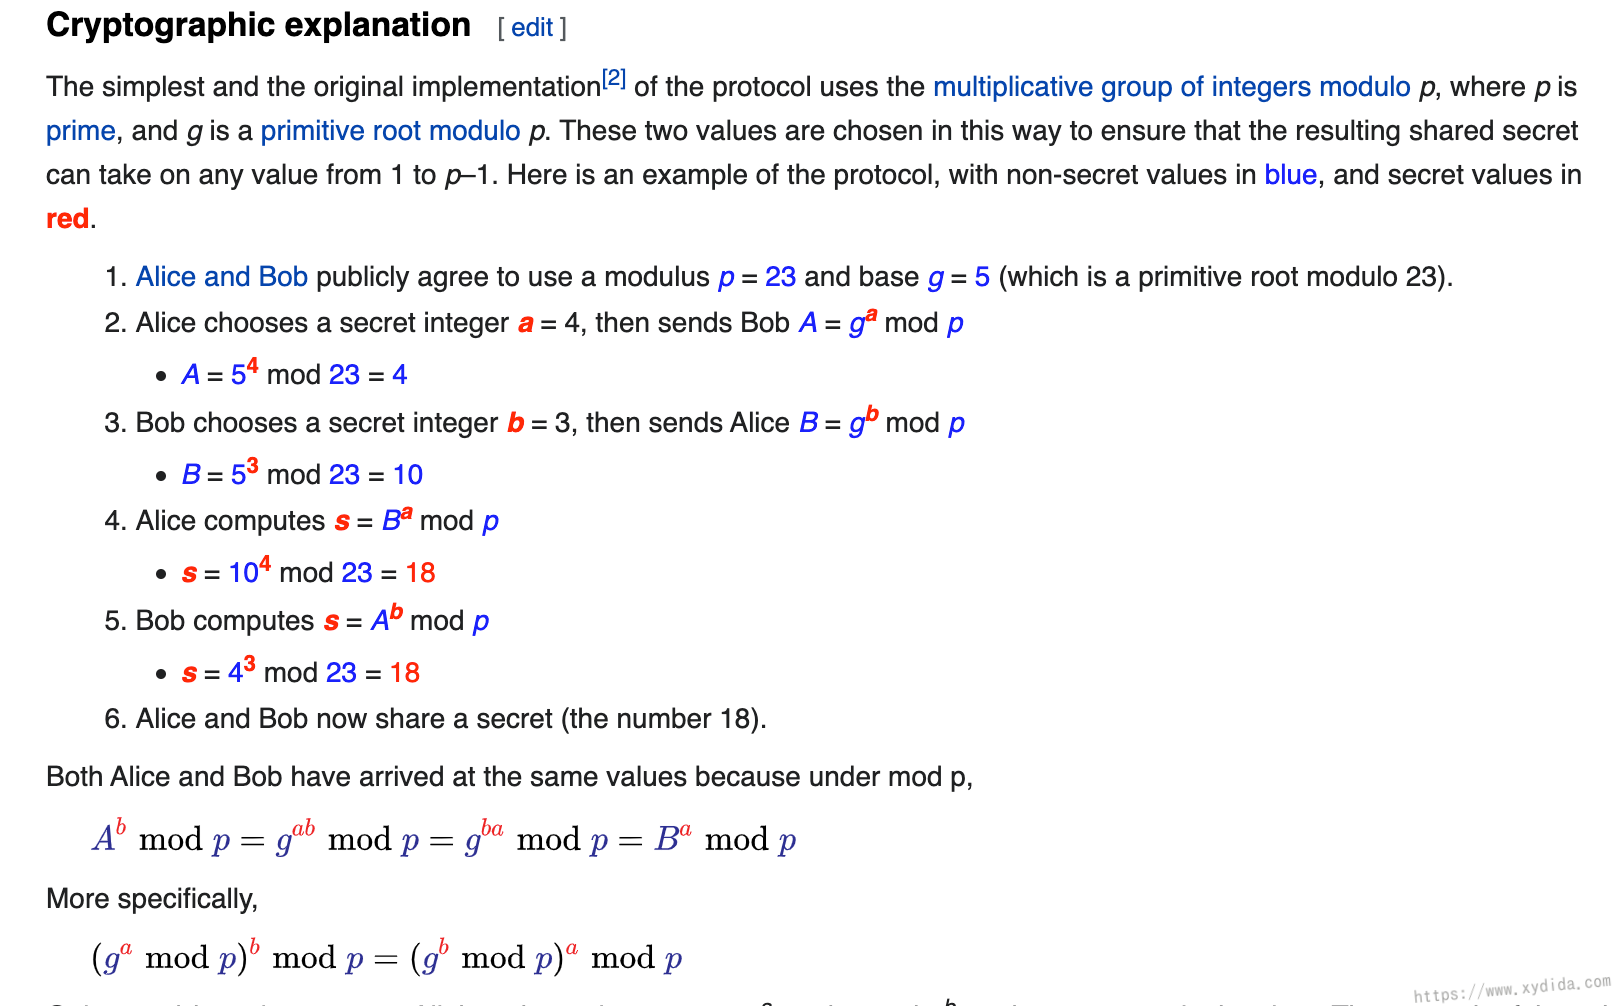 Cryptographic explanation [ edit ]
The simplest and the original implementation[2] of the protocol uses the multiplicative group of integers modulo p, where p is
prime, and g is a primitive root modulo p. These two values are chosen in this way to ensure that the resulting shared secret
can take on any value from 1 to p–1. Here is an example of the protocol, with non-secret values in blue, and secret values in
red.
1. Alice and Bob publicly agree to use a modulus p = 23 and base g = 5 (which is a primitive root modulo 23).
2. Alice chooses a secret integer a = 4, then sends Bob A = g^a mod p
• A = 5^4 mod 23 = 4
3. Bob chooses a secret integer b = 3, then sends Alice B = g^b mod p
• B = 5^3 mod 23 = 10
4. Alice computes s = B^a mod p
• s = 10^4 mod 23 = 18
5. Bob computes s = A^b mod p
• s = 4^3 mod 23 = 18
6. Alice and Bob now share a secret (the number 18).
Both Alice and Bob have arrived at the same values because under mod p,
A^b mod p = g^ab mod p = g^ba mod p = B^a mod p
More specifically,
(g^a mod p)^b mod p = (g^b mod p)^a mod p
https://www.xydida.com